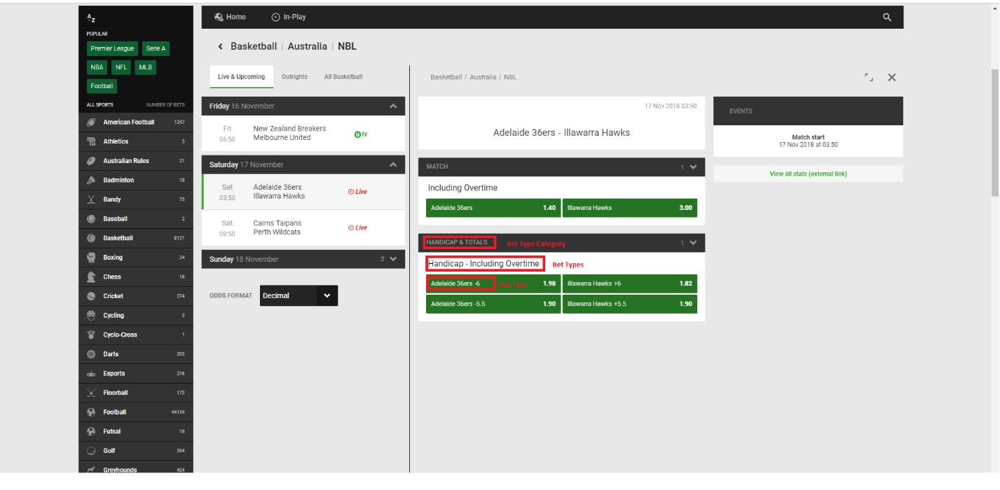 A
Z
POPULAR
Premier League Serie A
NBA NFL MLB
Football
ALL SPORTS NUMBER OF BETS
American Football 1247
Athletics 5
Australian Rules 21
Badminton 18
Bandy 73
Baseball 2
Basketball 8121
Boxing 24
Chess 16
Cricket 274
Cycling 3
Cyclo-Cross 1
Darts 203
Esports 216
Floorball 173
Football 44134
Futsal 16
Golf 264
Greyhounds 424
Home In-Play
Basketball | Australia | NBL
Live & Upcoming Outrights All Basketball
Friday 16 November
Fri New Zealand Breakers
06:50 Melbourne United
TV
Saturday 17 November
Sat Adelaide 36ers
03:50 Illawarra Hawks
Live
Sat Cairns Taipans
08:50 Perth Wildcats
Live
Sunday 18 November 2
ODDS FORMAT Decimal
Basketball / Australia / NBL
17 Nov 2018 03:50
Adelaide 36ers - Illawarra Hawks
MATCH 1
Including Overtime
Adelaide 36ers 1.40 Illawarra Hawks 3.00
HANDICAP & TOTALS Bet Type Category 1
Handicap - Including Overtime Bet Types
Adelaide 36ers -6 Sub Type 1.98 Illawarra Hawks +6 1.82
Adelaide 36ers -5.5 1.90 Illawarra Hawks +5.5 1.90
EVENTS
Match start
17 Nov 2018 at 03:50
View all stats (external link)